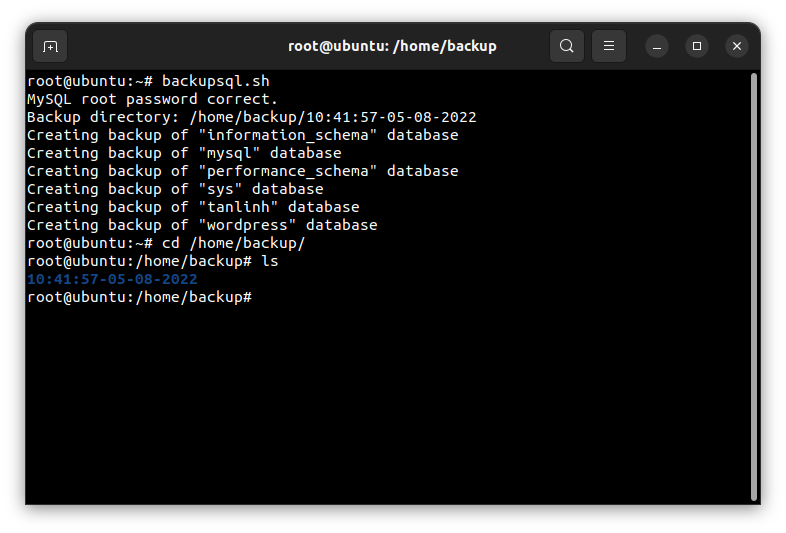 root@ubuntu: /home/backup
root@ubuntu:~# backupsql.sh
MySQL root password correct.
Backup directory: /home/backup/10:41:57-05-08-2022
Creating backup of "information_schema" database
Creating backup of "mysql" database
Creating backup of "performance_schema" database
Creating backup of "sys" database
Creating backup of "tanlinh" database
Creating backup of "wordpress" database
root@ubuntu:~# cd /home/backup/
root@ubuntu:/home/backup# ls
10:41:57-05-08-2022
root@ubuntu:/home/backup#